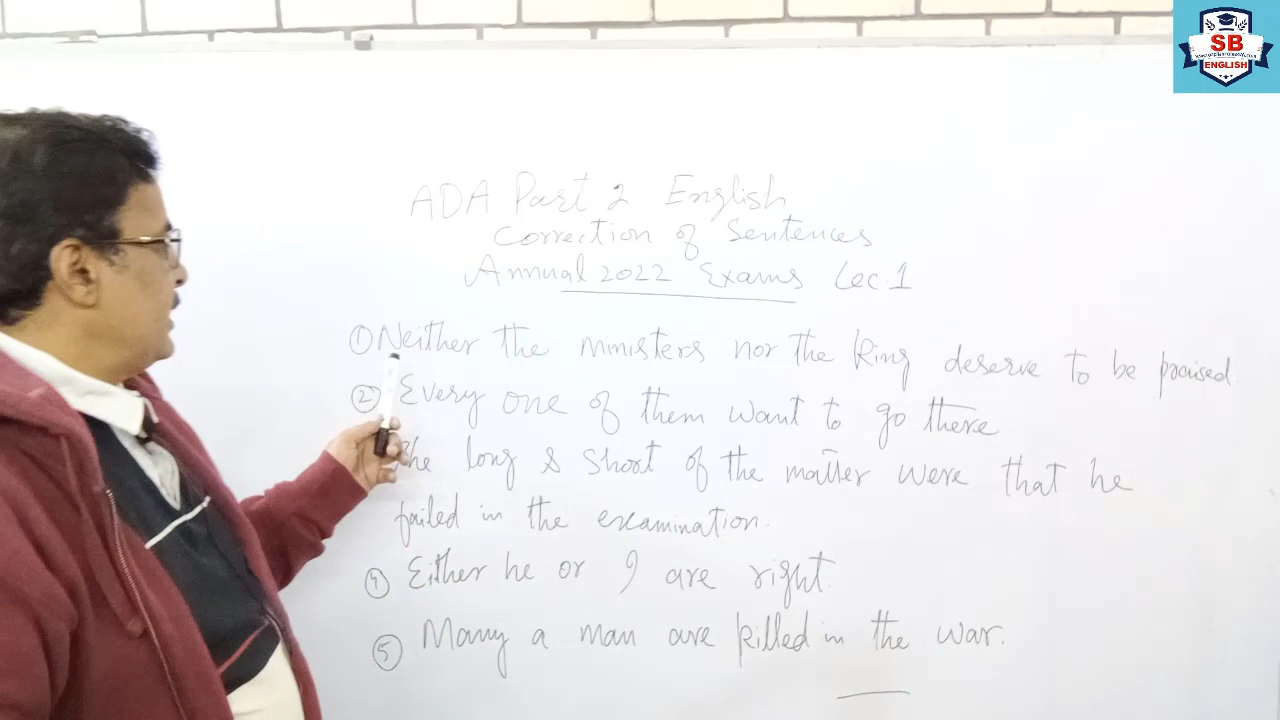 SB
ENGLISH
ADA Part 2 English
Correction of Sentences
Annual 2022 Exams Lec.1
① Neither the ministers nor the King deserve to be praised.
② Every one of them want to go there.
The long & short of the matter were that he
failed in the examination.
④ Either he or I are right.
⑤ Many a man are killed in the war.